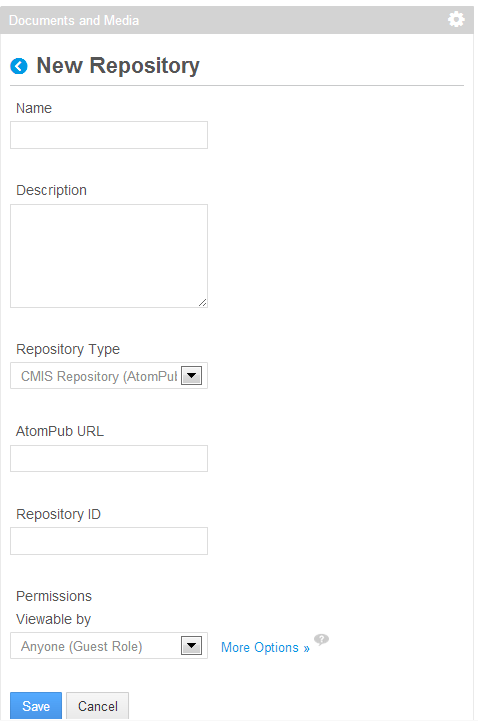 Documents and Media
New Repository
Name
Description
Repository Type
CMIS Repository (AtomPul
AtomPub URL
Repository ID
Permissions
Viewable by
Anyone (Guest Role)
More Options »
?
Save
Cancel